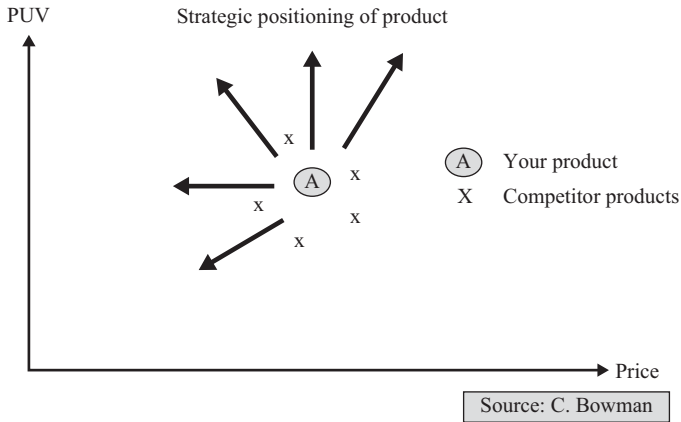 PUV
Strategic positioning of product
x
A
x
x
x
x
A Your product
X Competitor products
Price
Source: C. Bowman